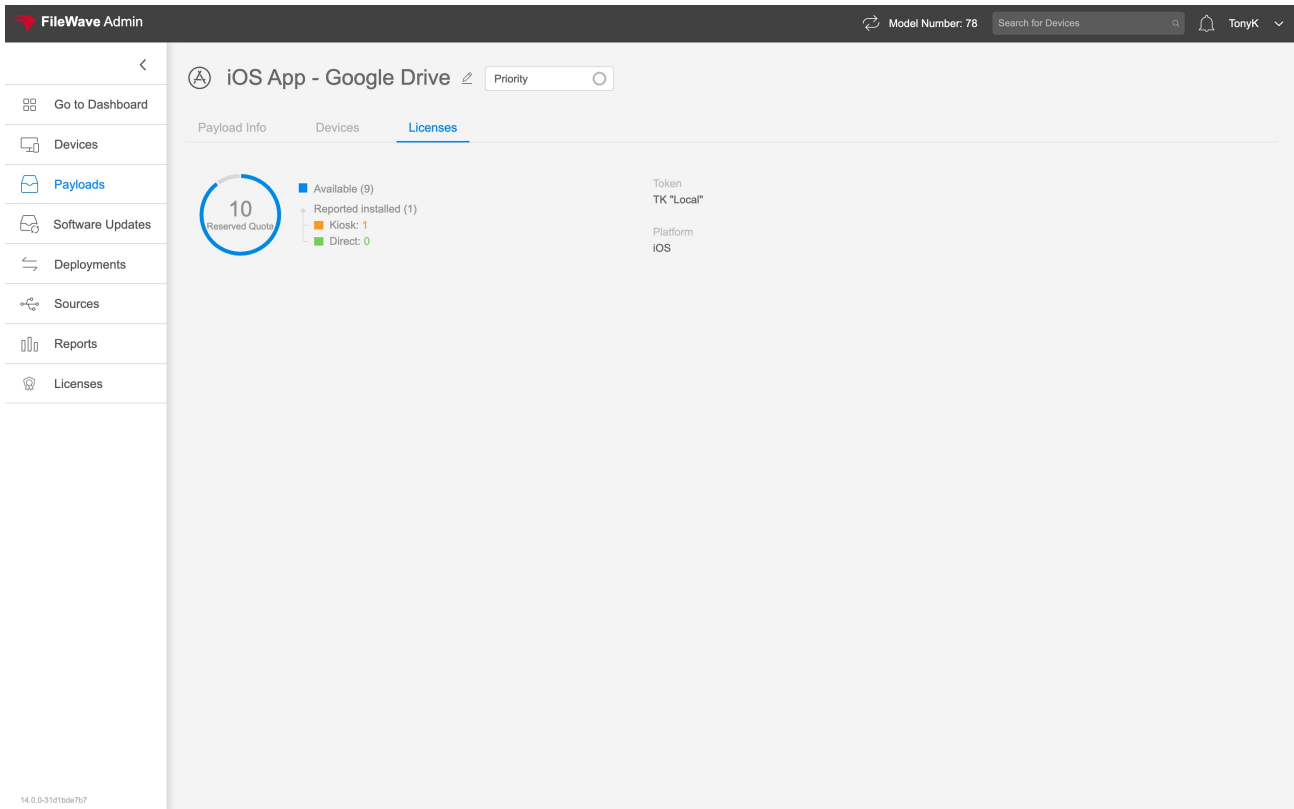 FileWave Admin
Model Number: 78
Search for Devices
TonyK
iOS App - Google Drive
Priority
Go to Dashboard
Devices
Payloads
Software Updates
Deployments
Sources
Reports
Licenses
Payload Info
Devices
Licenses
10
Reserved Quota
Available (9)
Reported installed (1)
Kiosk: 1
Direct: 0
Token
TK "Local"
Platform
iOS
14.0.0-31d1bde7b7